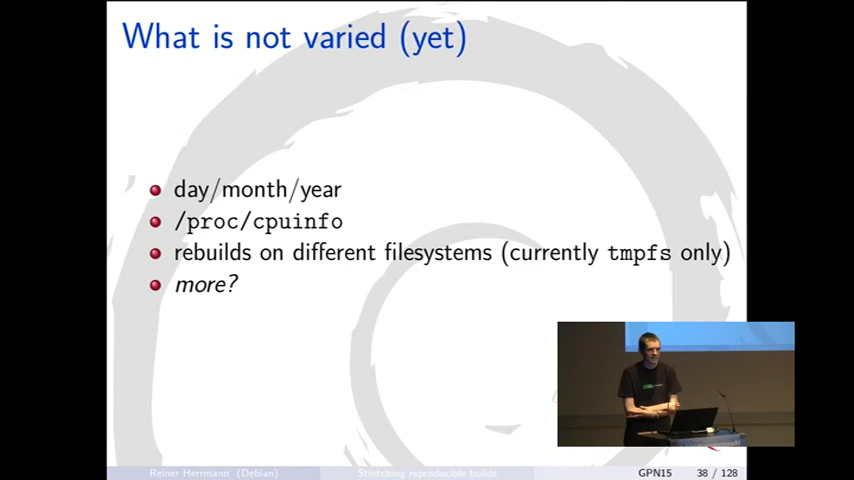 What is not varied (yet)
day/month/year
/proc/cpuinfo
rebuilds on different filesystems (currently tmpfs only)
more?
Reiner Herrmann (Debian) Stretching reproducible builds GPN15 38 / 128